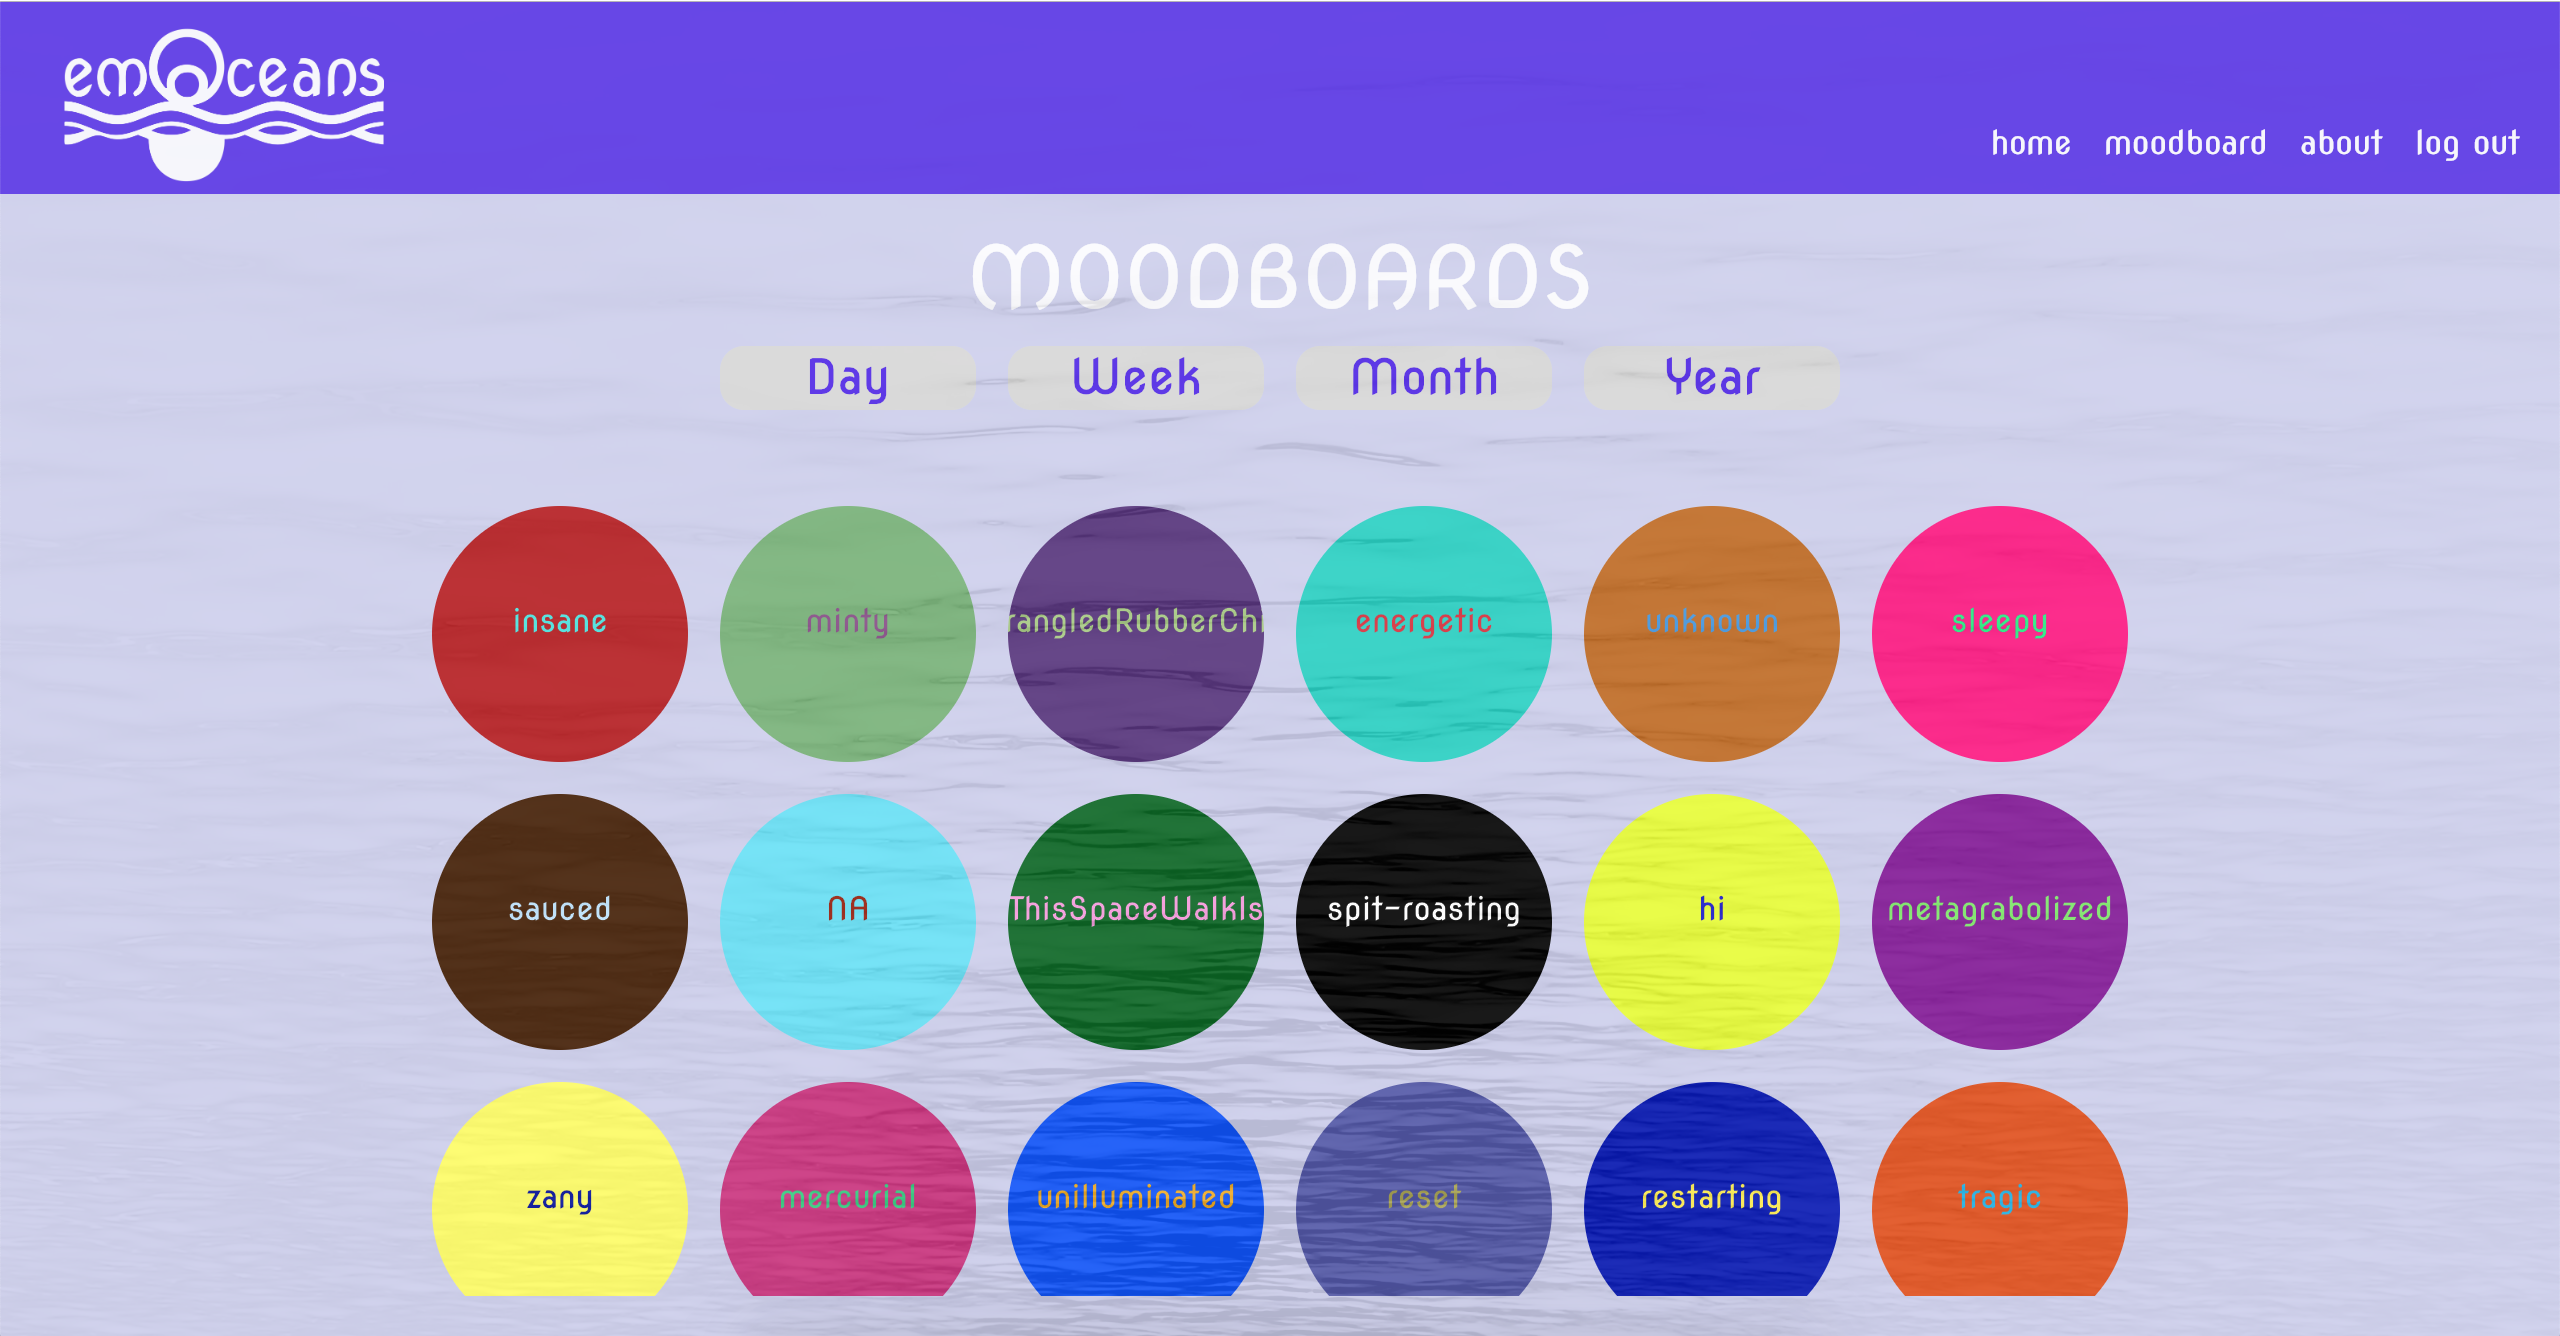 emOceans
home moodboard about log out
MOODBOARDS
Day Week Month Year
insane minty rangledRubberChi energetic unknown sleepy
sauced NA ThisSpaceWalkIs spit-roasting hi metagrabolized
zany mercurial unilluminated reset restarting tragic